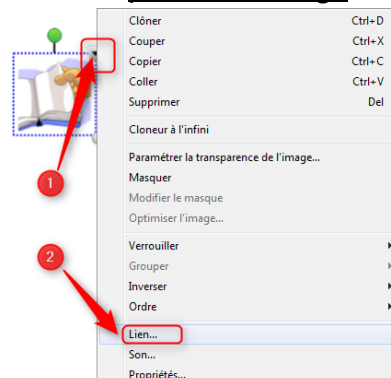 Clôner Ctrl+D
Couper Ctrl+X
Copier Ctrl+C
Coller Ctrl+V
Supprimer Del
Cloneur à l'infini
Paramétrer la transparence de l'image...
Masquer
Modifier le masque
Optimiser l'image...
1
Verrouiller
2
Grouper
Inverser
Ordre
Lien...
Son...
Propriétés...